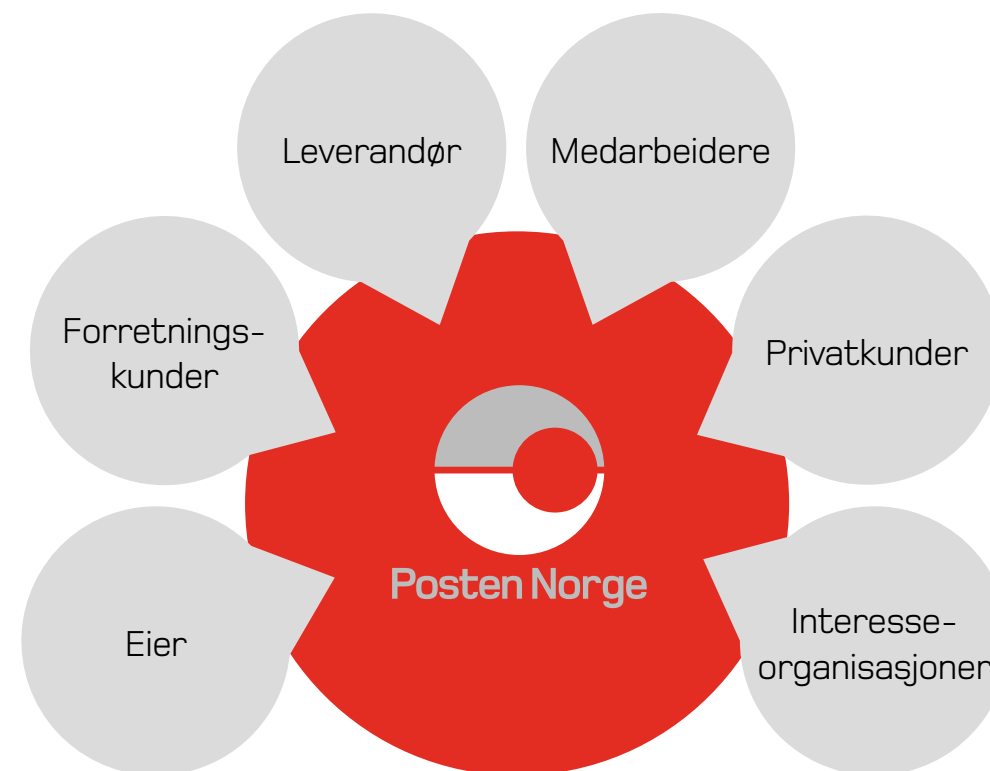 Leverandør
Medarbeidere
Forretnings-
kunder
Privatkunder
Posten Norge
Eier
Interesse-
organisasjoner